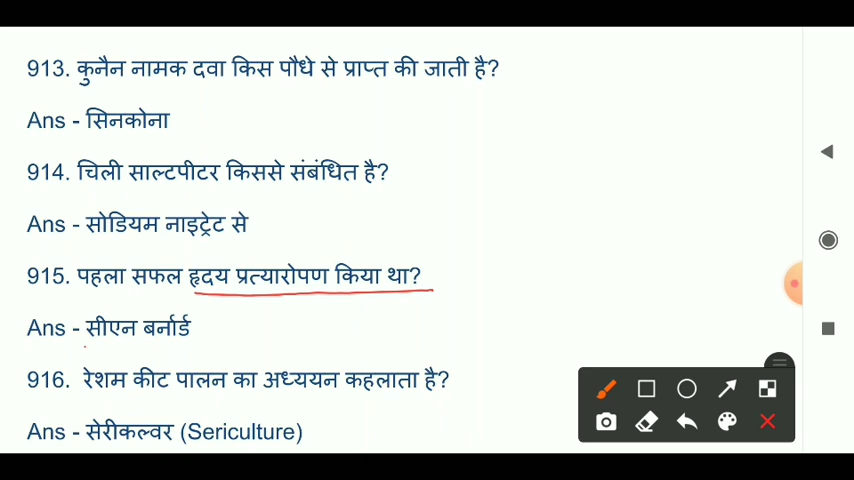 913. कुनैन नामक दवा किस पौधे से प्राप्त की जाती है?
Ans - सिनकोना
914. चिली साल्टपीटर किससे संबंधित है?
Ans - सोडियम नाइट्रेट से
915. पहला सफल हृदय प्रत्यारोपण किया था?
Ans - सीएन बर्नार्ड
916. रेशम कीट पालन का अध्ययन कहलाता है?
Ans - सेरीकल्चर (Sericulture)